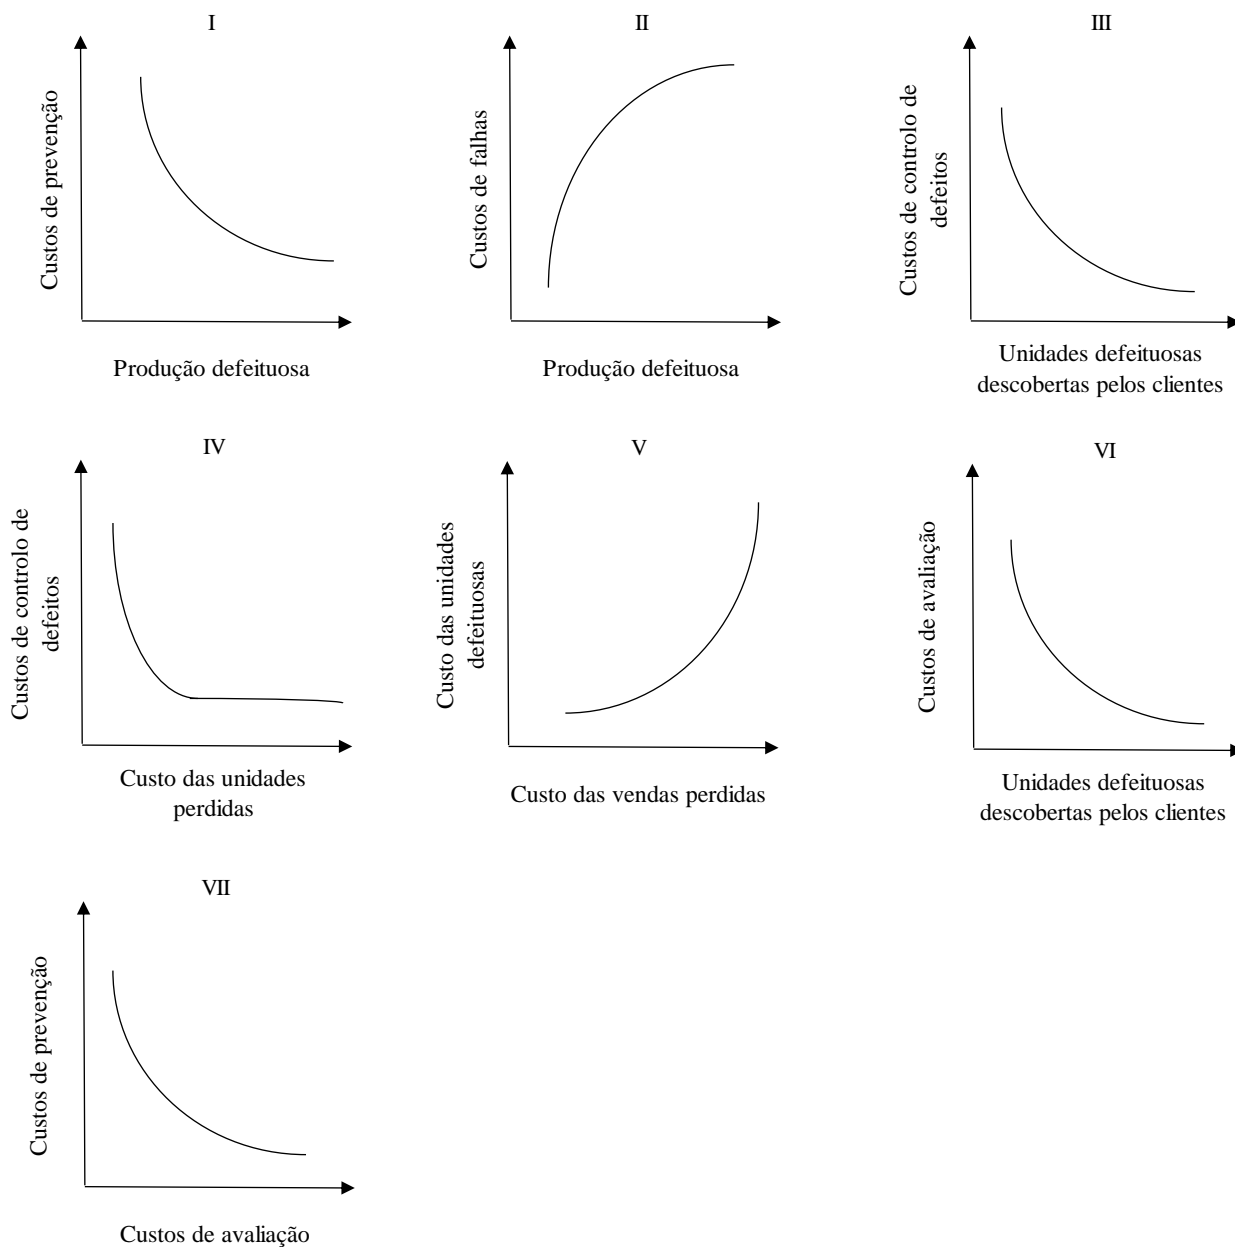 I
Custos de prevenção
Produção defeituosa
II
Custos de falhas
Produção defeituosa
III
Custos de controlo de
defeitos
Unidades defeituosas
descobertas pelos clientes
IV
Custos de controlo de
defeitos
Custo das unidades
perdidas
V
Custo das unidades
defeituosas
Custo das vendas perdidas
VI
Custos de avaliação
Unidades defeituosas
descobertas pelos clientes
VII
Custos de prevenção
Custos de avaliação